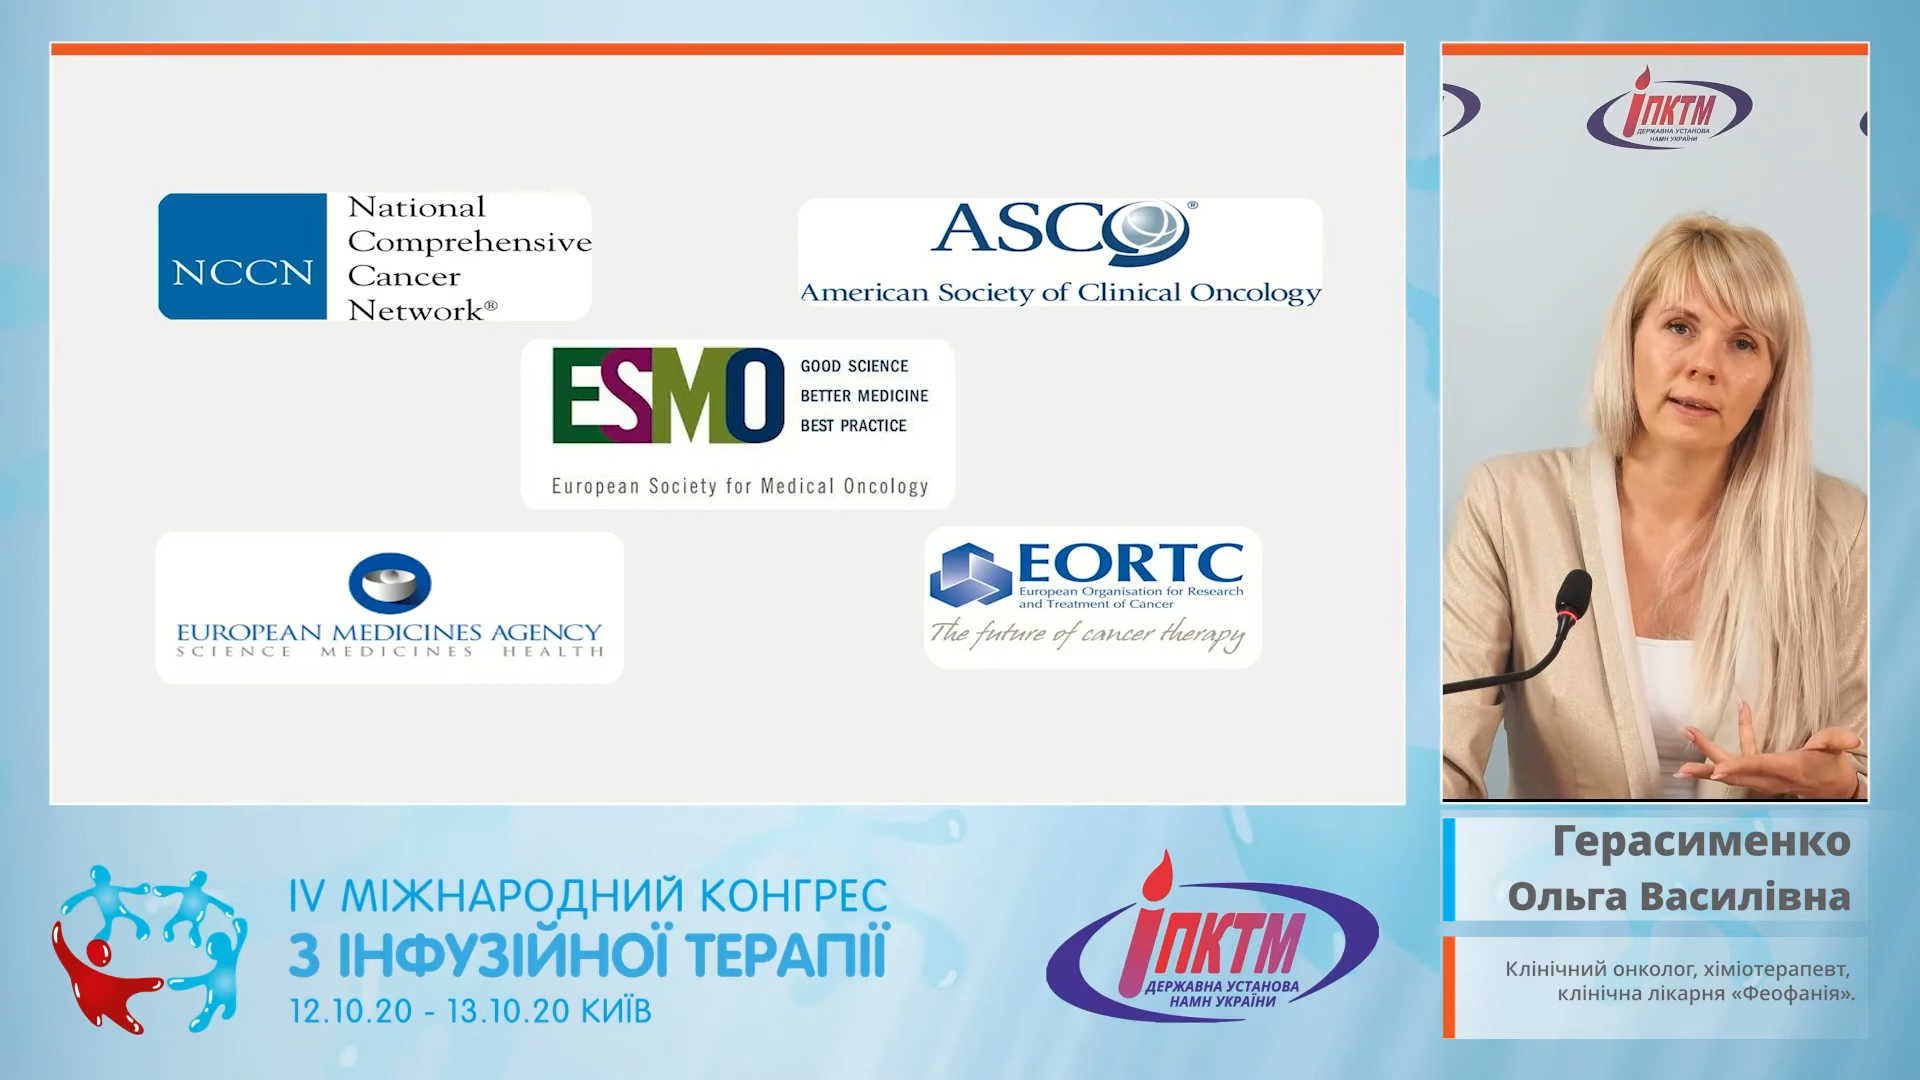 NCCN
National
Comprehensive
Cancer
Network®
ASCO®
American Society of Clinical Oncology
ESMO
GOOD SCIENCE
BETTER MEDICINE
BEST PRACTICE
European Society for Medical Oncology
EUROPEAN MEDICINES AGENCY
SCIENCE MEDICINES HEALTH
EORTC
European Organisation for Research
and Treatment of Cancer
The future of cancer therapy
іПКТМ
ДЕРЖАВНА УСТАНОВА
НАМН УКРАЇНИ
Герасименко
Ольга Василівна
Клінічний онколог, хіміотерапевт,
клінічна лікарня «Феофанія».
IV МІЖНАРОДНИЙ КОНГРЕС
З ІНФУЗІЙНОЇ ТЕРАПІЇ
12.10.20 - 13.10.20 КИЇВ
іПКТМ
ДЕРЖАВНА УСТАНОВА
НАМН УКРАЇНИ